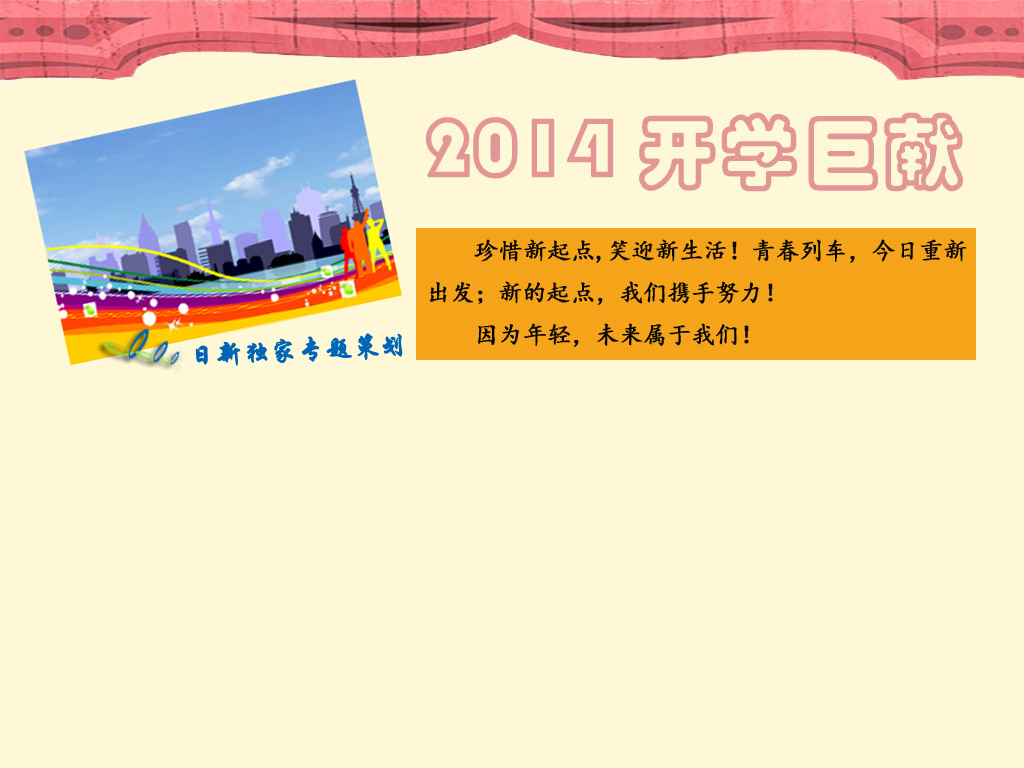 2014 开学巨献
珍惜新起点,笑迎新生活！青春列车，今日重新
出发；新的起点，我们携手努力！
因为年轻，未来属于我们！
日新独家专题策划